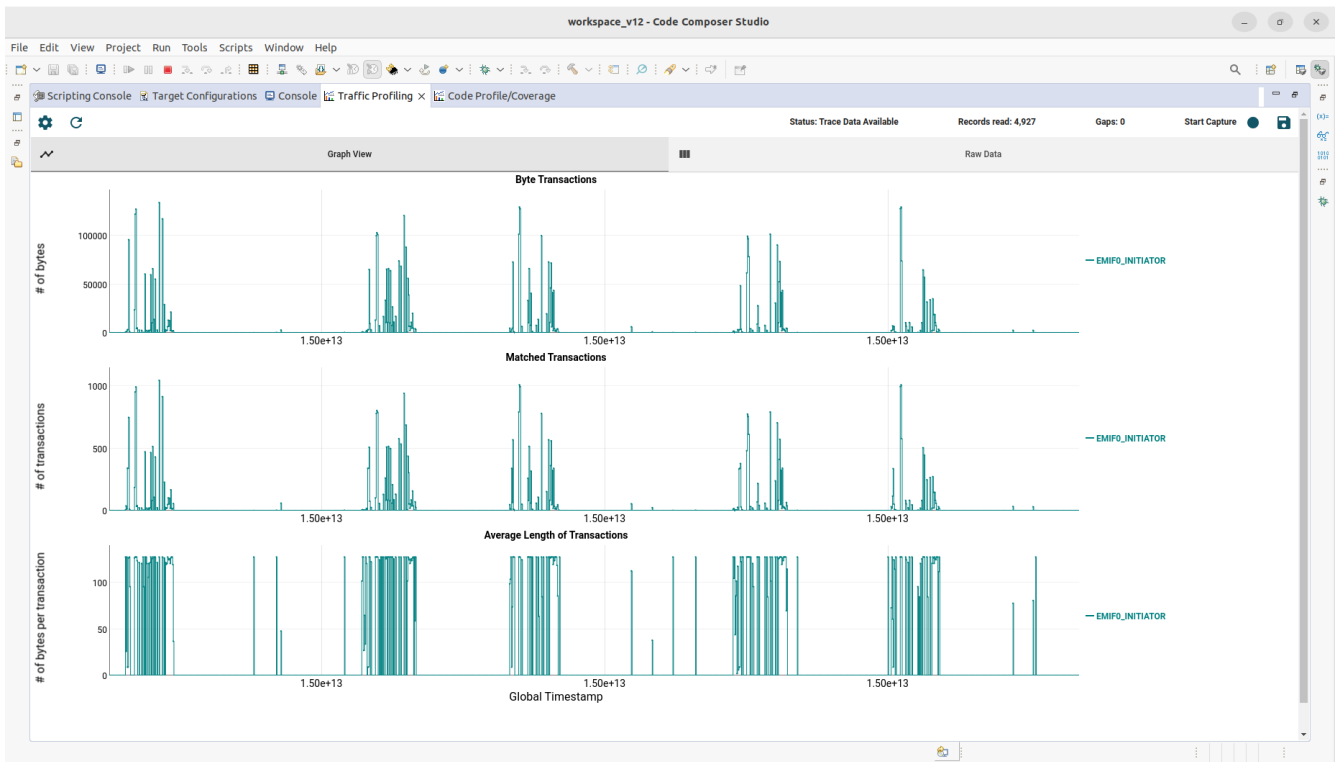 workspace_v12 - Code Composer Studio
File Edit View Project Run Tools Scripts Window Help
Scripting Console Target Configurations Console Traffic Profiling Code Profile/Coverage
Status: Trace Data Available Records read: 4,927 Gaps: 0 Start Capture
Graph View Raw Data
Byte Transactions
# of bytes
100000
50000
0
1.50e+13 1.50e+13 1.50e+13
EMIF0_INITIATOR
Matched Transactions
# of transactions
1000
500
0
1.50e+13 1.50e+13 1.50e+13
EMIF0_INITIATOR
Average Length of Transactions
# of bytes per transaction
100
50
0
1.50e+13 1.50e+13 1.50e+13
EMIF0_INITIATOR
Global Timestamp